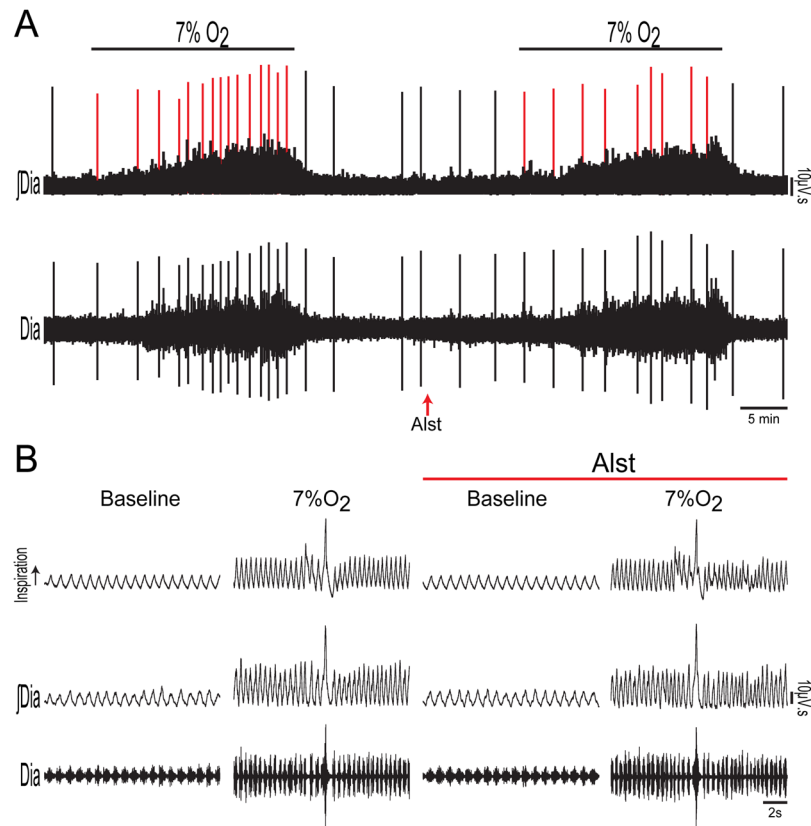 A
7% O2 7% O2
∫Dia 10µV.s
Dia
Alst
5 min
B
Alst
Baseline 7%O2 Baseline 7%O2
Inspiration
∫Dia 10µV.s
Dia
2s